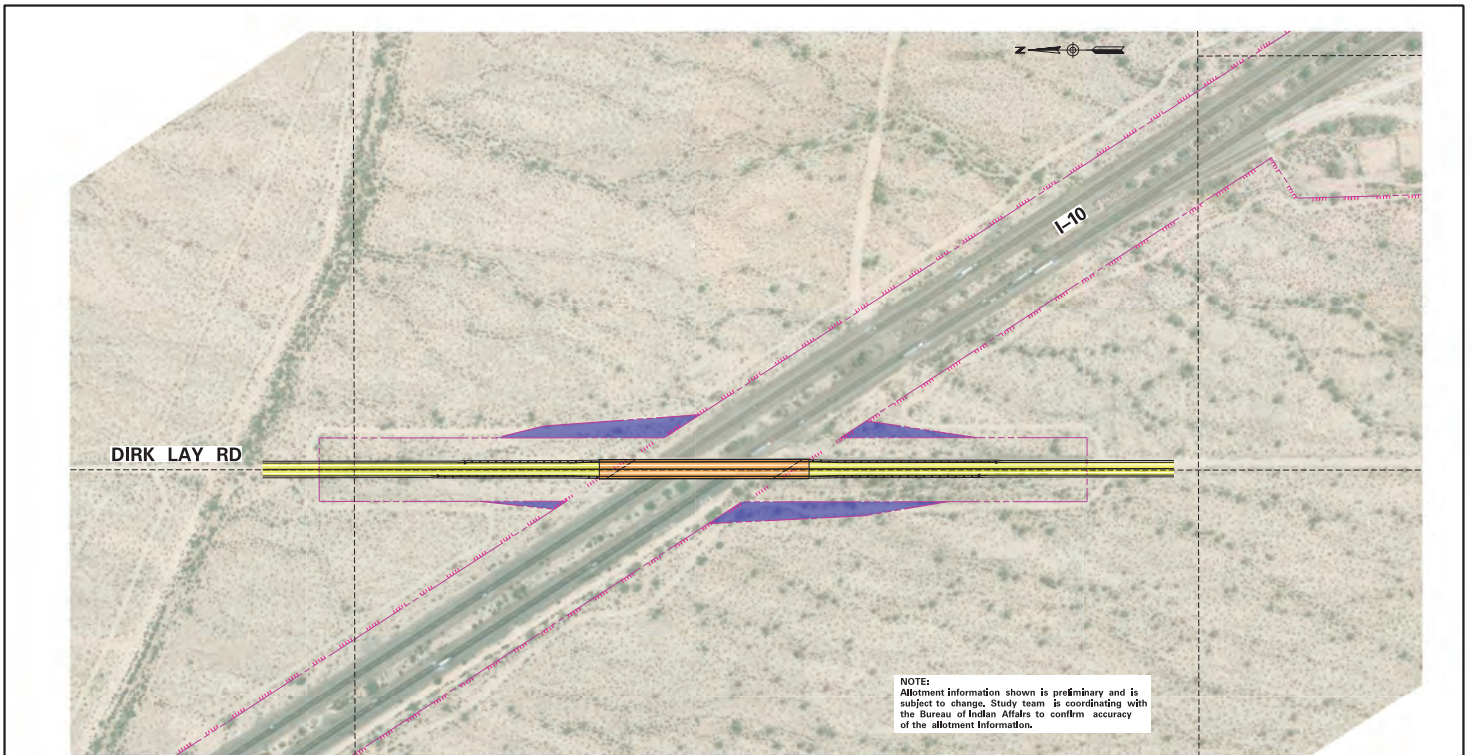 N
I-10
DIRK LAY RD
NOTE:
Allotment information shown is preliminary and is
subject to change. Study team is coordinating with
the Bureau of Indian Affairs to confirm accuracy
of the allotment information.